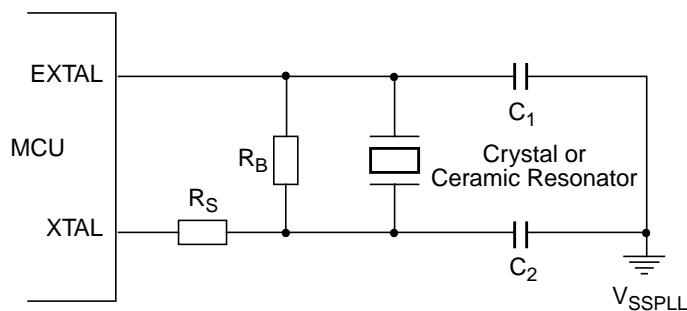 EXTAL
C1
MCU
RB
Crystal or
Ceramic Resonator
RS
XTAL
C2
VSSPLL